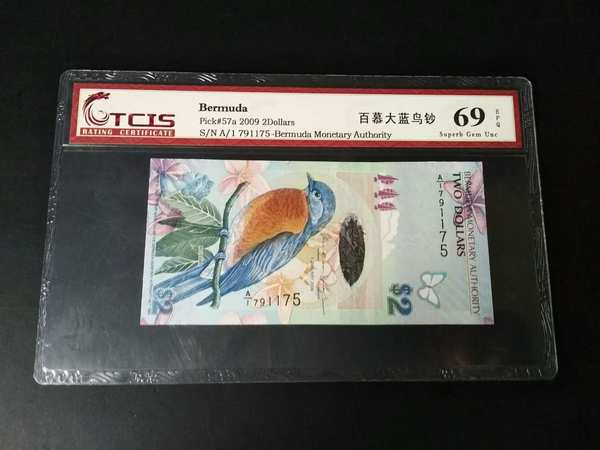 TCIS
RATING CERTIFICATE
Bermuda
Pick#57a 2009 2Dollars
S/N A/1 791175-Bermuda Monetary Authority
百慕大蓝鸟钞
69 EPQ
Superb Gem Unc
BERMUDA MONETARY AUTHORITY
TWO DOLLARS
A/1 791175
A/1 791175
$2
$2